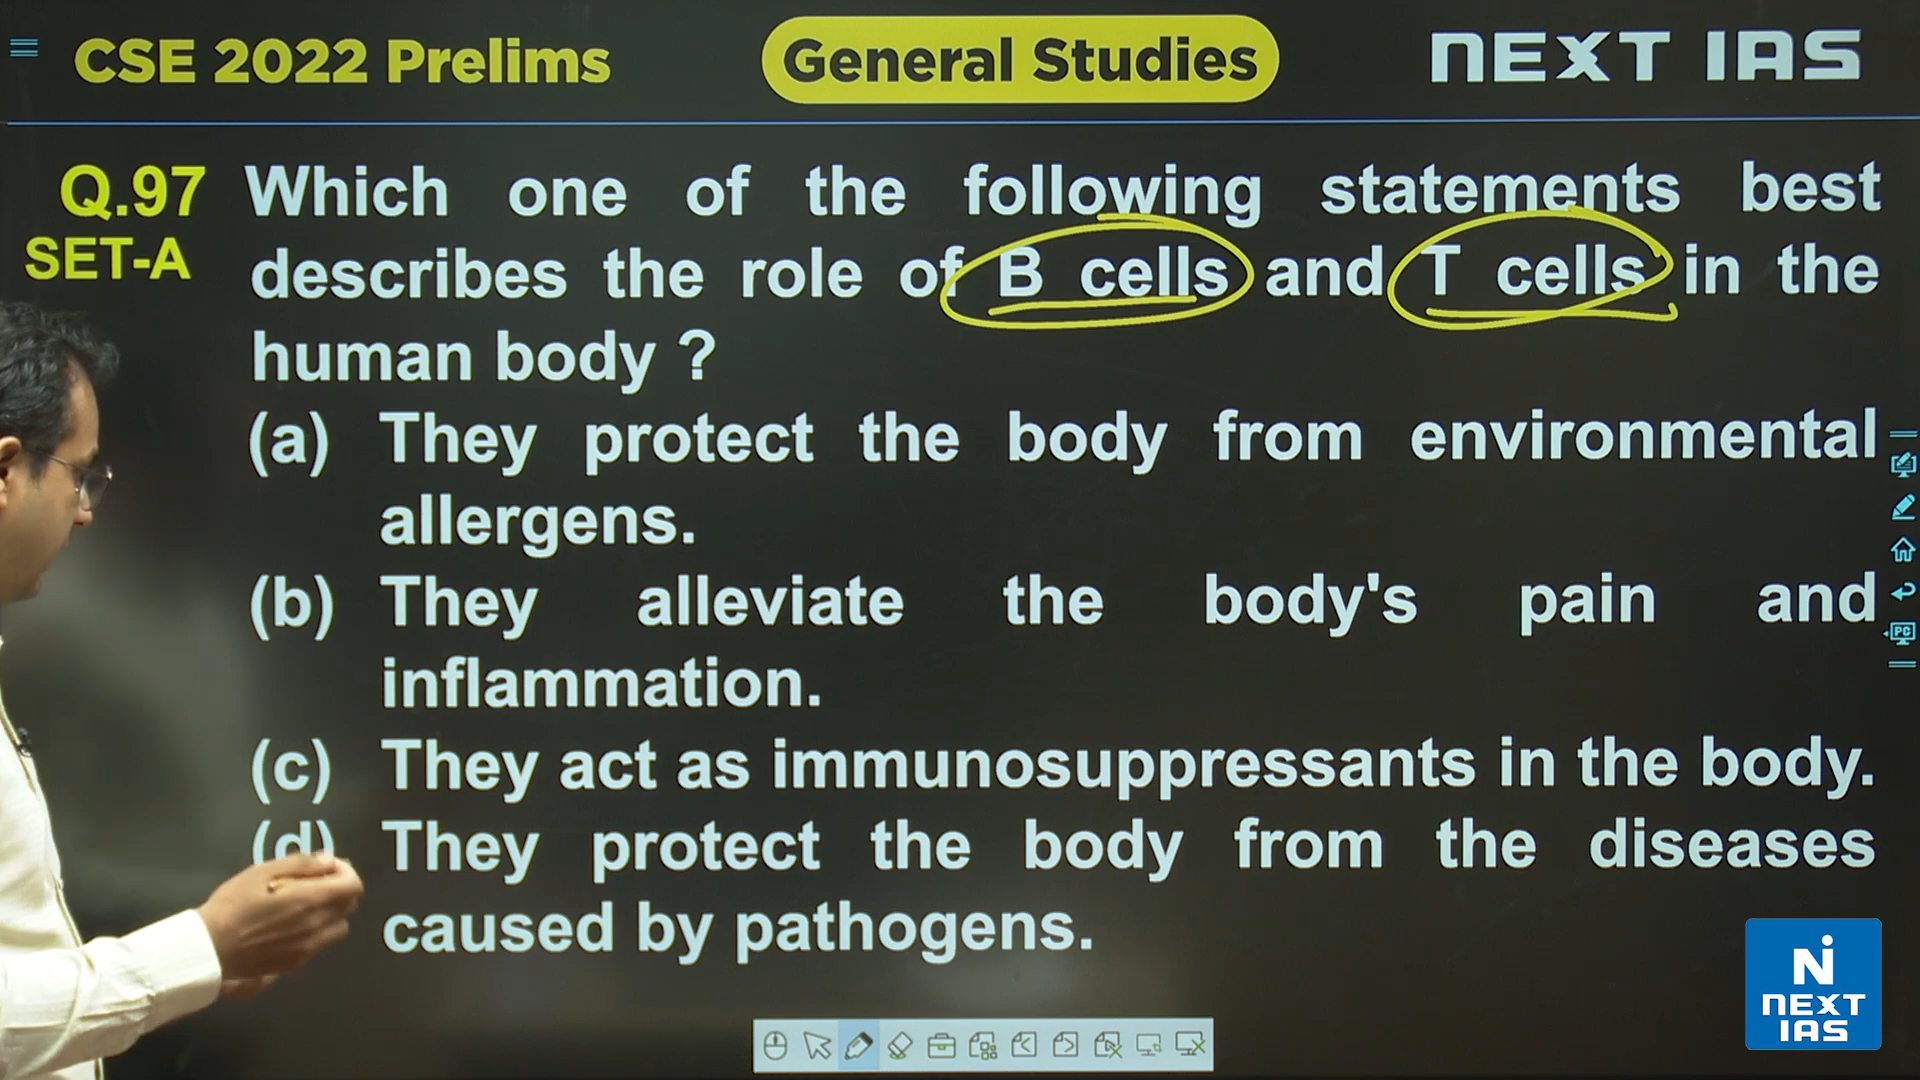 CSE 2022 Prelims
General Studies
NEXT IAS
Q.97
SET-A
Which one of the following statements best
describes the role of B cells and T cells in the
human body ?
(a) They protect the body from environmental
allergens.
(b) They alleviate the body's pain and
inflammation.
(c) They act as immunosuppressants in the body.
(d) They protect the body from the diseases
caused by pathogens.
PC
N
NEXT
IAS